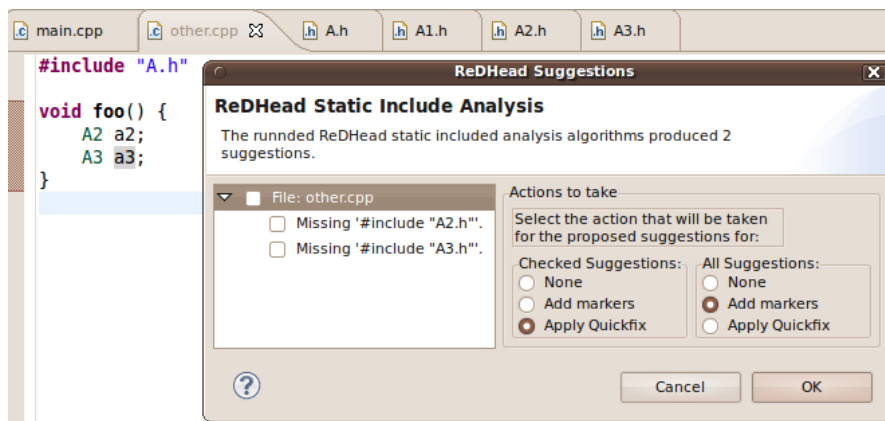 main.cpp
other.cpp
A.h
A1.h
A2.h
A3.h
#include "A.h"
void foo() {
A2 a2;
A3 a3;
}
ReDHead Suggestions
ReDHead Static Include Analysis
The runnded ReDHead static included analysis algorithms produced 2
suggestions.
File: other.cpp
Missing '#include "A2.h"'.
Missing '#include "A3.h"'.
Actions to take
Select the action that will be taken
for the proposed suggestions for:
Checked Suggestions:
None
Add markers
Apply Quickfix
All Suggestions:
None
Add markers
Apply Quickfix
?
Cancel
OK